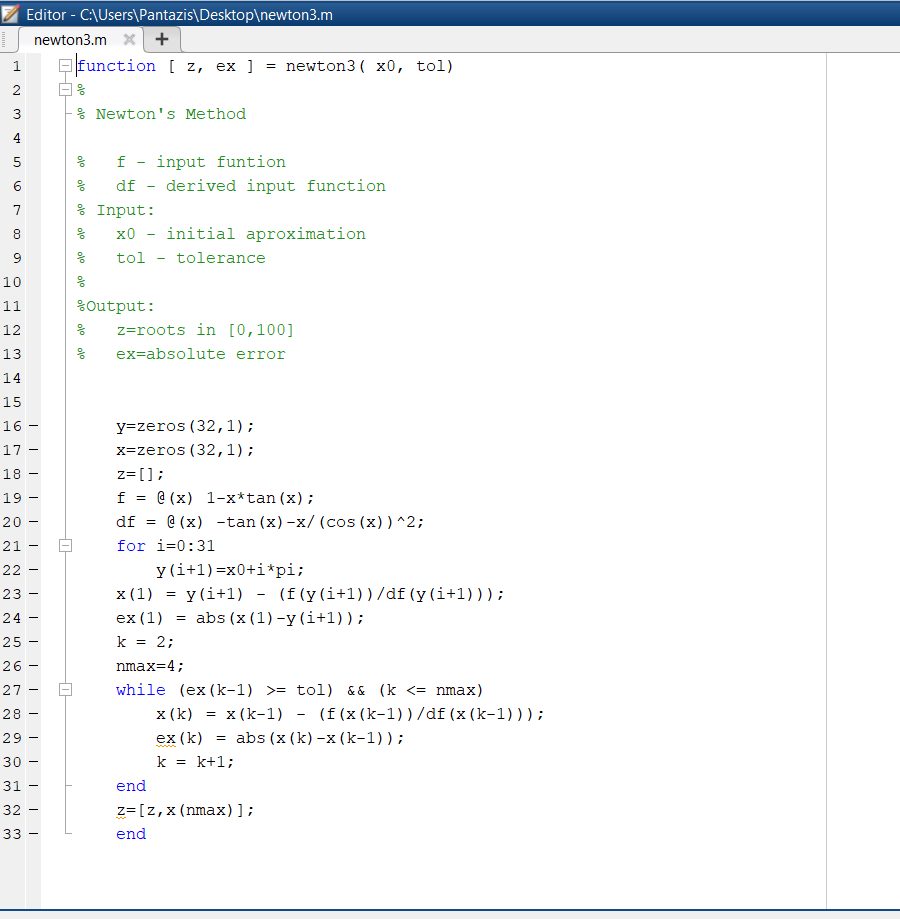 Editor - C:\Users\Pantazis\Desktop\newton3.m
newton3.m × +
1 function [ z, ex ] = newton3( x0, tol)
2 %
3 % Newton's Method
4
5 %   f - input funtion
6 %   df - derived input function
7 % Input:
8 %   x0 - initial aproximation
9 %   tol - tolerance
10 %
11 %Output:
12 %   z=roots in [0,100]
13 %   ex=absolute error
14
15
16 –     y=zeros(32,1);
17 –     x=zeros(32,1);
18 –     z=[];
19 –     f = @(x) 1-x*tan(x);
20 –     df = @(x) -tan(x)-x/(cos(x))^2;
21 –     for i=0:31
22 –         y(i+1)=x0+i*pi;
23 –     x(1) = y(i+1) - (f(y(i+1))/df(y(i+1)));
24 –     ex(1) = abs(x(1)-y(i+1));
25 –     k = 2;
26 –     nmax=4;
27 –     while (ex(k-1) >= tol) && (k <= nmax)
28 –         x(k) = x(k-1) - (f(x(k-1))/df(x(k-1)));
29 –         ex(k) = abs(x(k)-x(k-1));
30 –         k = k+1;
31 –     end
32 –     z=[z,x(nmax)];
33 –     end